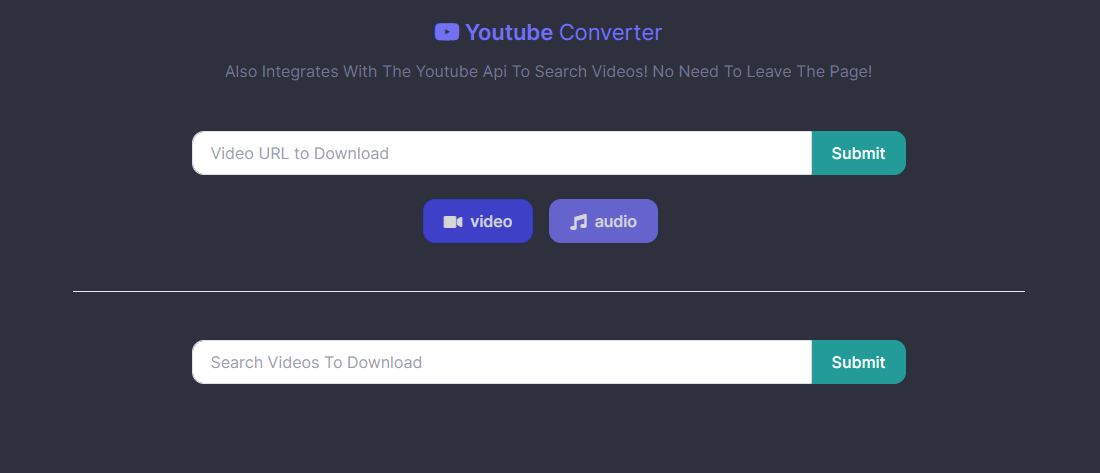 Youtube Converter
Also Integrates With The Youtube Api To Search Videos! No Need To Leave The Page!
Video URL to Download
Submit
video
audio
Search Videos To Download
Submit